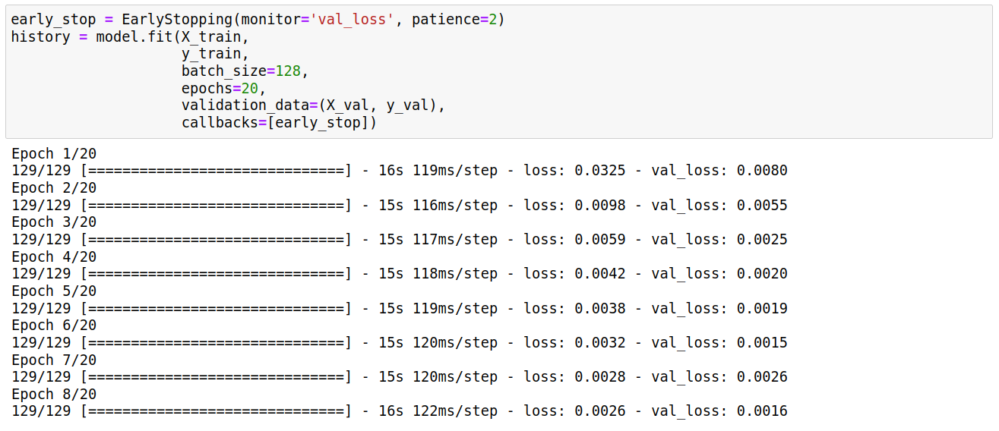 early_stop = EarlyStopping(monitor='val_loss', patience=2)
history = model.fit(X_train,
                    y_train,
                    batch_size=128,
                    epochs=20,
                    validation_data=(X_val, y_val),
                    callbacks=[early_stop])
Epoch 1/20
129/129 [==============================] - 16s 119ms/step - loss: 0.0325 - val_loss: 0.0080
Epoch 2/20
129/129 [==============================] - 15s 116ms/step - loss: 0.0098 - val_loss: 0.0055
Epoch 3/20
129/129 [==============================] - 15s 117ms/step - loss: 0.0059 - val_loss: 0.0025
Epoch 4/20
129/129 [==============================] - 15s 118ms/step - loss: 0.0042 - val_loss: 0.0020
Epoch 5/20
129/129 [==============================] - 15s 119ms/step - loss: 0.0038 - val_loss: 0.0019
Epoch 6/20
129/129 [==============================] - 15s 120ms/step - loss: 0.0032 - val_loss: 0.0015
Epoch 7/20
129/129 [==============================] - 15s 120ms/step - loss: 0.0028 - val_loss: 0.0026
Epoch 8/20
129/129 [==============================] - 16s 122ms/step - loss: 0.0026 - val_loss: 0.0016